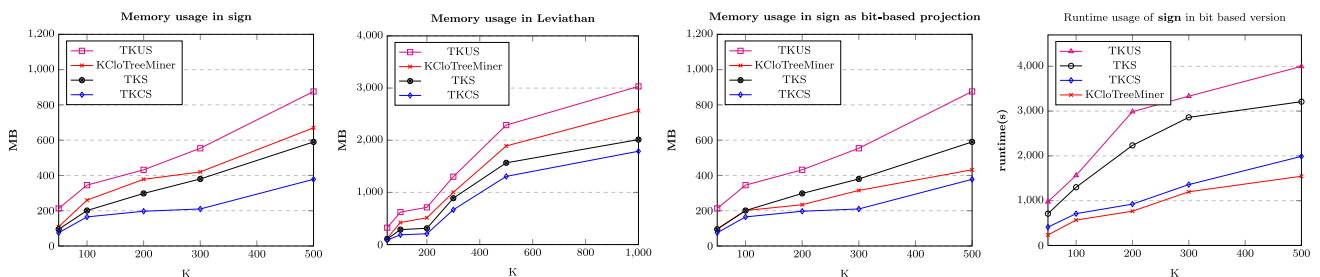 Memory usage in sign
1,200
1,000
800
600
400
200
0
100
200
300
400
500
MB
K
TKUS
KCloTreeMiner
TKS
TKCS
Memory usage in Leviathan
4,000
3,000
2,000
1,000
0
200
400
600
800
1,000
MB
K
TKUS
KCloTreeMiner
TKS
TKCS
Memory usage in sign as bit-based projection
1,200
1,000
800
600
400
200
0
100
200
300
400
500
MB
K
TKUS
KCloTreeMiner
TKS
TKCS
Runtime usage of sign in bit based version
4,000
3,000
2,000
1,000
0
100
200
300
400
500
runtime(s)
K
TKUS
TKS
TKCS
KCloTreeMiner